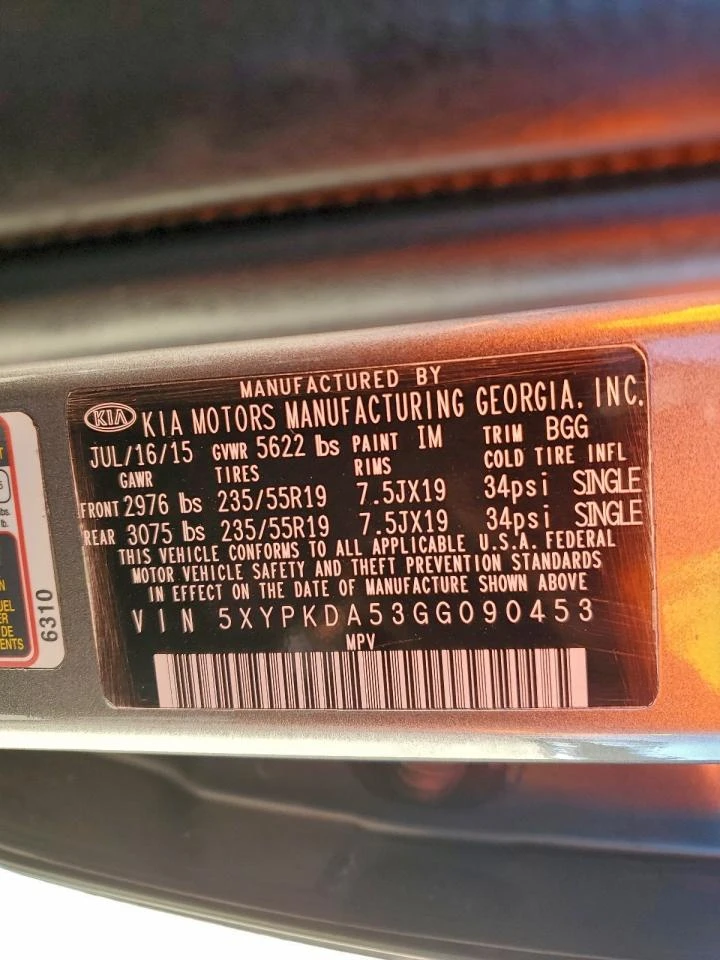 MANUFACTURED BY
KIA KIA MOTORS MANUFACTURING GEORGIA, INC.
JUL/16/15 GVWR 5622 lbs PAINT IM TRIM BGG
GAWR TIRES RIMS COLD TIRE INFL
FRONT 2976 lbs 235/55R19 7.5JX19 34psi SINGLE
REAR 3075 lbs 235/55R19 7.5JX19 34psi SINGLE
THIS VEHICLE CONFORMS TO ALL APPLICABLE U.S.A. FEDERAL
MOTOR VEHICLE SAFETY AND THEFT PREVENTION STANDARDS
IN EFFECT ON THE DATE OF MANUFACTURE SHOWN ABOVE
VIN 5XYPKDA53GG090453
MPV
6310
DE